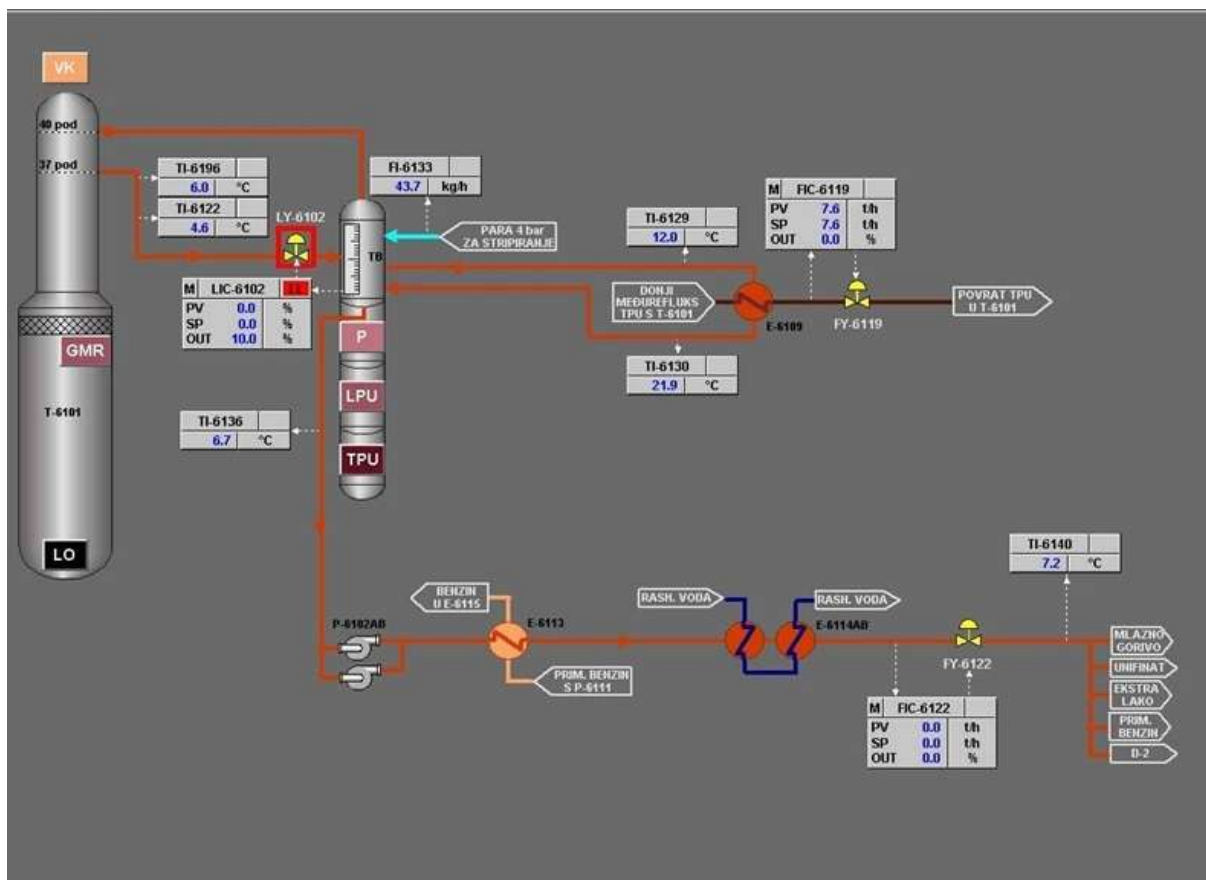 VK
40 pod
37 pod
TI-6196
6.0 °C
TI-6122
4.6 °C
LY-6102
FI-6133
43.7 kg/h
PARA 4 bar
ZA STRIPIRANJE
TB
M LIC-6102 LL
PV 0.0 %
SP 0.0 %
OUT 10.0 %
TI-6129
12.0 °C
M FIC-6119
PV 7.6 t/h
SP 7.6 t/h
OUT 0.0 %
DONJI
MEĐUREFLUKS
TPU S T-6101
E-6109
FY-6119
POVRAT TPU
U T-6101
TI-6130
21.9 °C
GMR
T-6101
LO
P
LPU
TPU
TI-6136
6.7 °C
P-6102AB
BENZIN
U E-6115
E-6113
PRIM. BENZIN
S P-6111
RASH. VODA
RASH. VODA
E-6114AB
FY-6122
TI-6140
7.2 °C
M FIC-6122
PV 0.0 t/h
SP 0.0 t/h
OUT 0.0 %
MLAZNO
GORIVO
UNIFINAT
EKSTRA
LAKO
PRIM.
BENZIN
D-2